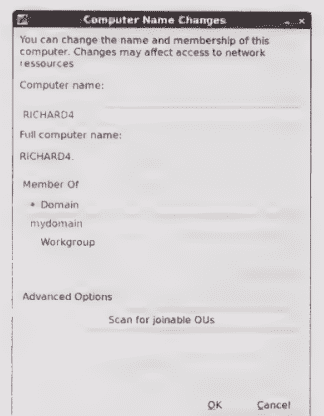 Computer Name Changes
You can change the name and membership of this
computer. Changes may affect access to network
ressources
Computer name:
RICHARD4
Full computer name:
RICHARD4.
Member Of
Domain
mydomain
Workgroup
Advanced Options
Scan for joinable OUs
OK Cancel